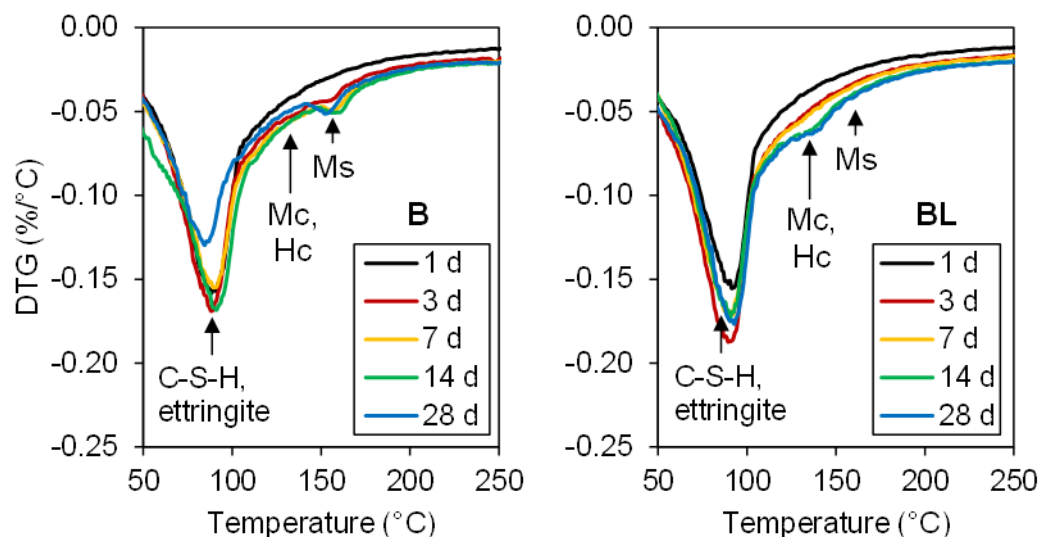 DTG (%/°C)
0.00
-0.05
-0.10
-0.15
-0.20
-0.25
50
100
150
200
250
Temperature (°C)
Ms
Mc,
Hc
C-S-H,
ettringite
B
1 d
3 d
7 d
14 d
28 d
0.00
-0.05
-0.10
-0.15
-0.20
-0.25
50
100
150
200
250
Temperature (°C)
Ms
Mc,
Hc
C-S-H,
ettringite
BL
1 d
3 d
7 d
14 d
28 d